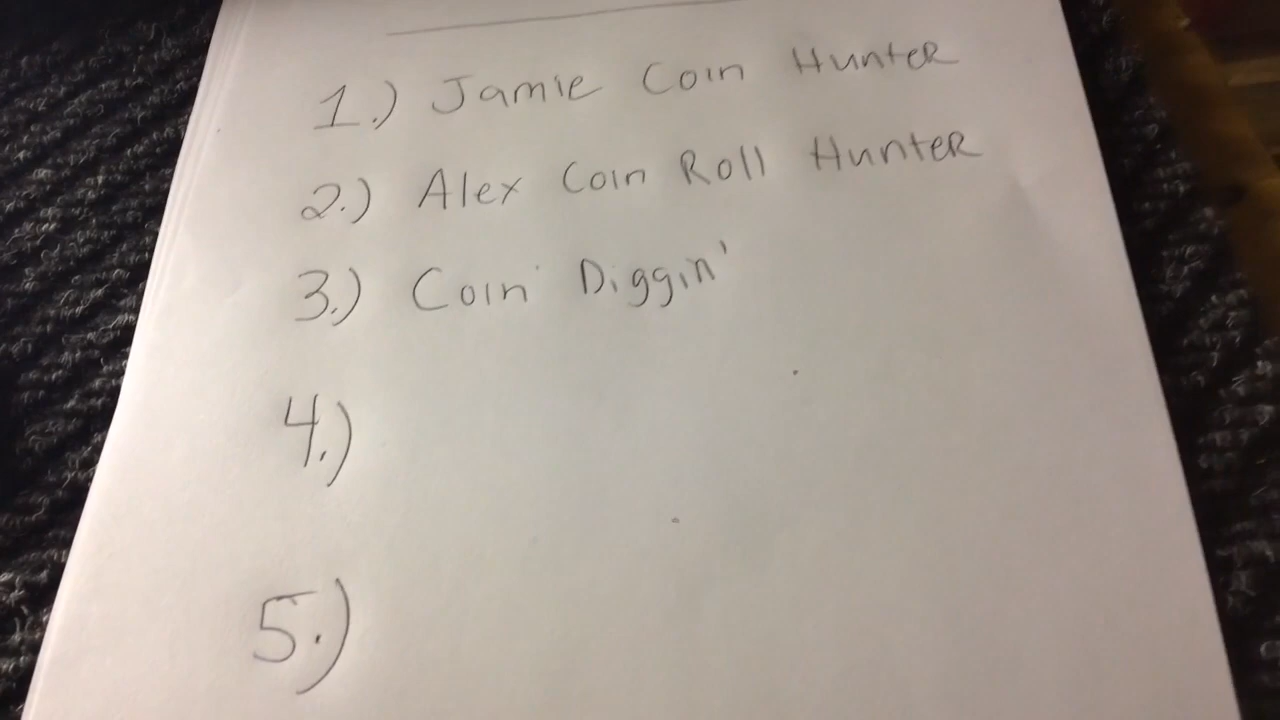 1.) Jamie Coin Hunter
2.) Alex Coin Roll Hunter
3.) Coin Diggin'
4.)
5.)